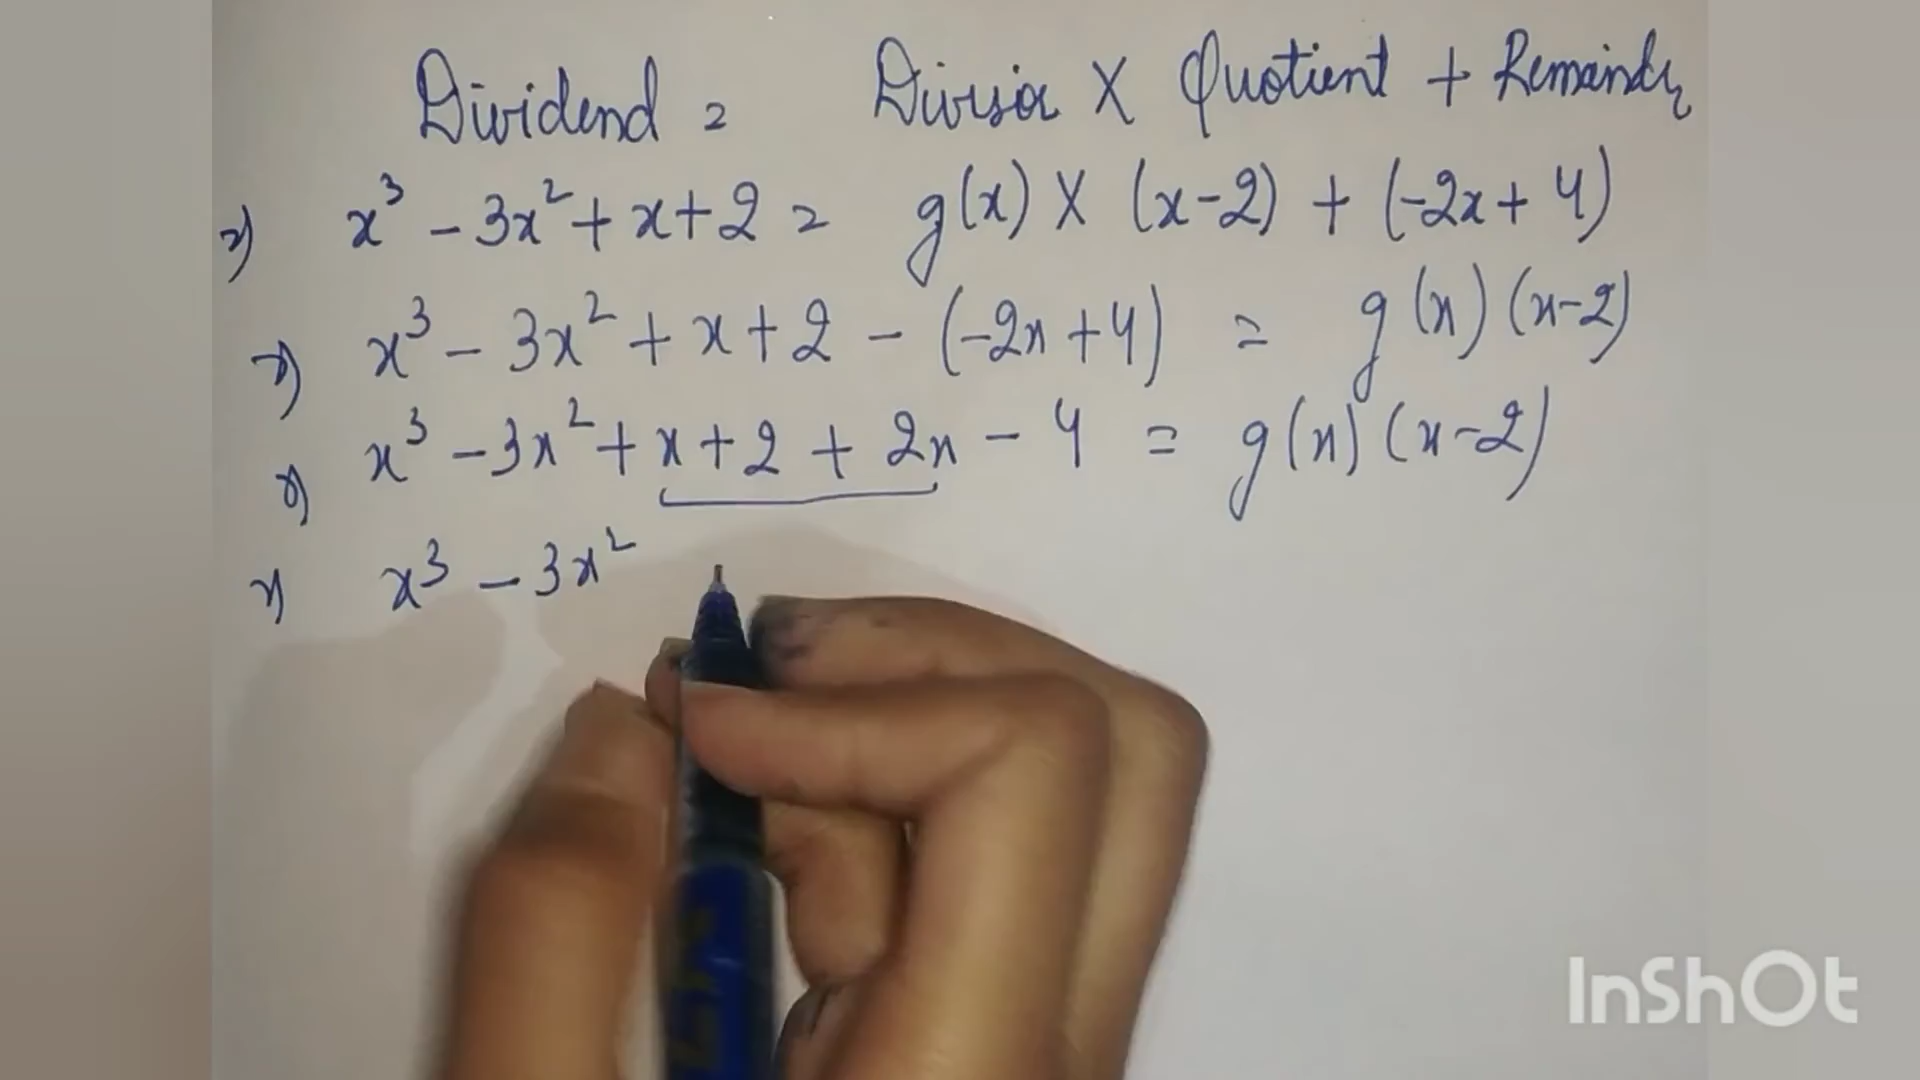 Dividend = Divisor X Quotient + Remainder
⇒) x³ - 3x² + x + 2 = g(x) X (x-2) + (-2x + 4)
⇒) x³ - 3x² + x + 2 - (-2x + 4) = g(x) (x-2)
⇒) x³ - 3x² + x + 2 + 2x - 4 = g(x) (x-2)
⇒) x³ - 3x²
InShOt